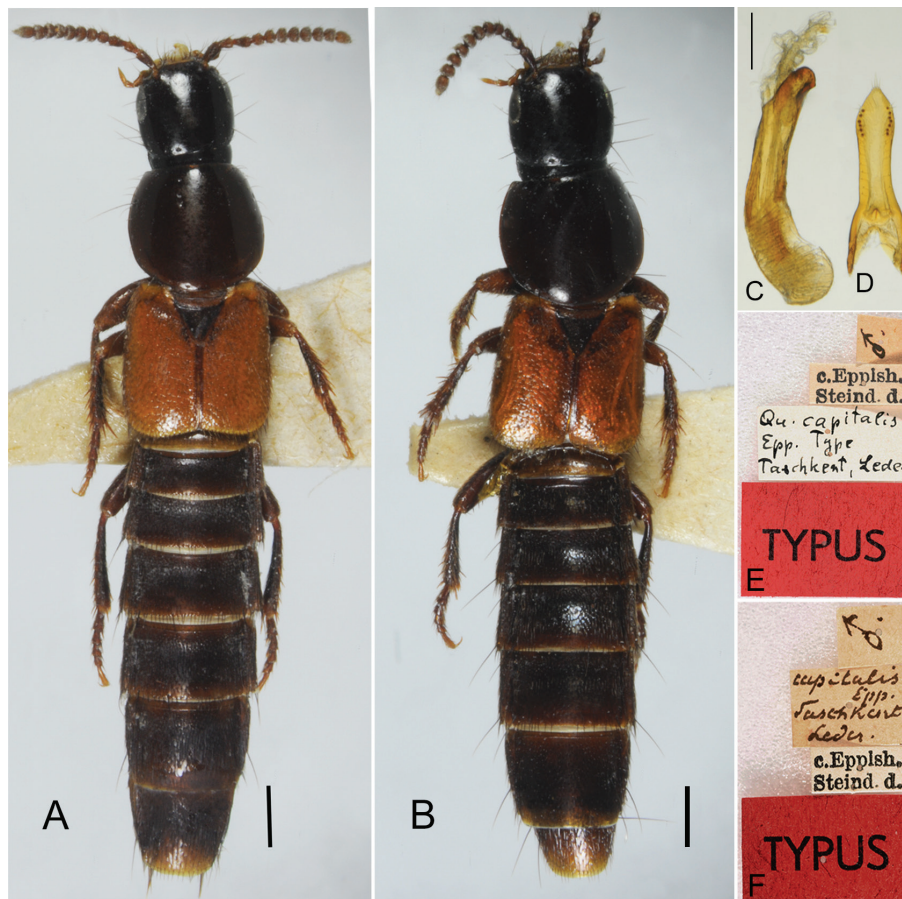 A
B
C
D
♂.
c.Epplsh.
Steind. d.
Qu. capitalis
Epp. Type
Taschkent, Leder
TYPUS
E
♂.
capitalis
Epp.
Taschkent
Leder.
c.Epplsh.
Steind. d.
TYPUS
F